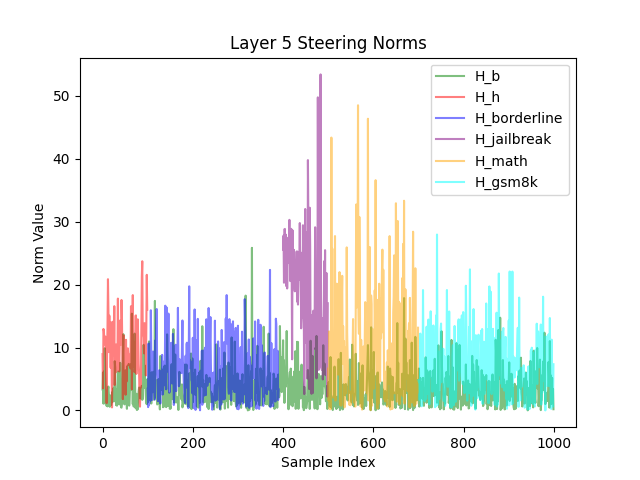 Layer 5 Steering Norms
H_b
H_h
H_borderline
H_jailbreak
H_math
H_gsm8k
Norm Value
50
40
30
20
10
0
0 200 400 600 800 1000
Sample Index